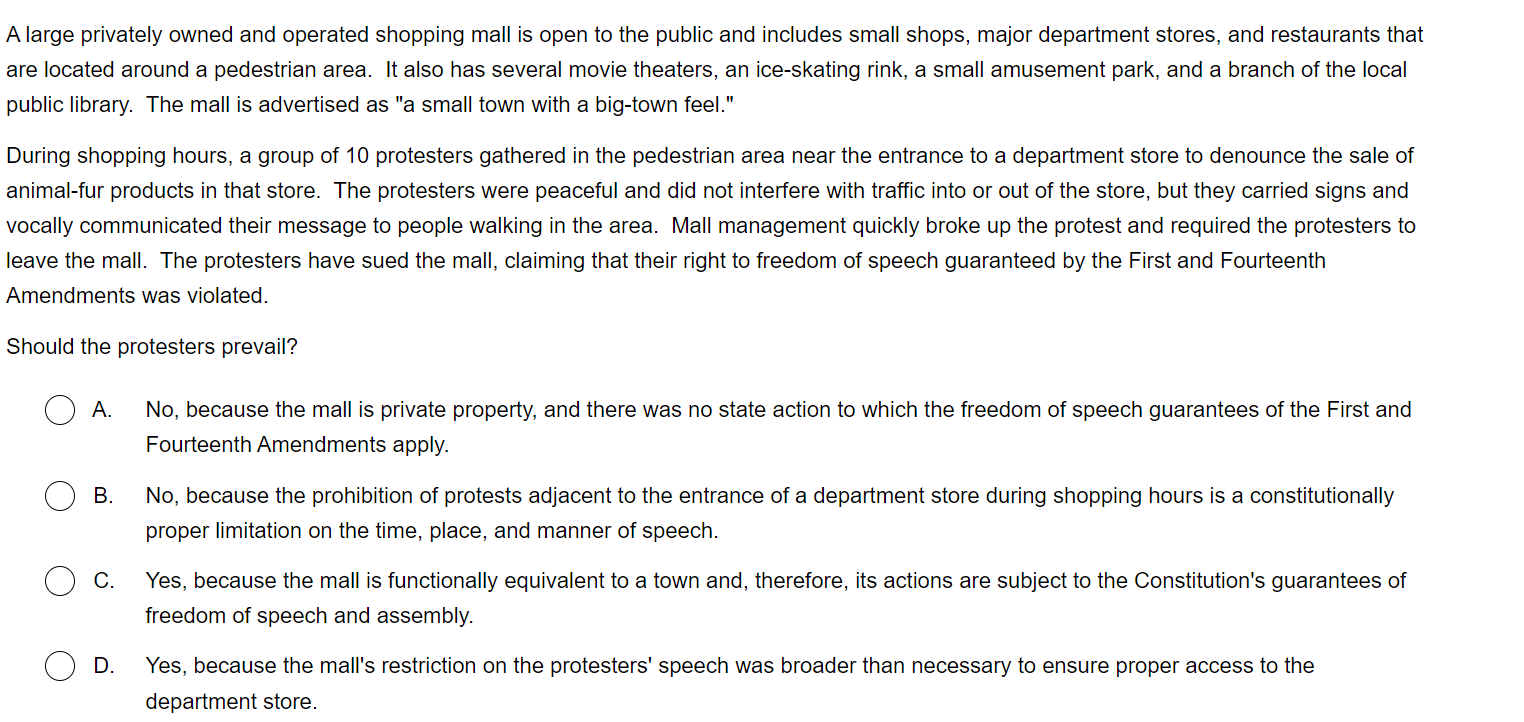 A large privately owned and operated shopping mall is open to the public and includes small shops, major department stores, and restaurants that
are located around a pedestrian area.  It also has several movie theaters, an ice-skating rink, a small amusement park, and a branch of the local
public library.  The mall is advertised as "a small town with a big-town feel."
During shopping hours, a group of 10 protesters gathered in the pedestrian area near the entrance to a department store to denounce the sale of
animal-fur products in that store.  The protesters were peaceful and did not interfere with traffic into or out of the store, but they carried signs and
vocally communicated their message to people walking in the area.  Mall management quickly broke up the protest and required the protesters to
leave the mall.  The protesters have sued the mall, claiming that their right to freedom of speech guaranteed by the First and Fourteenth
Amendments was violated.
Should the protesters prevail?
A. No, because the mall is private property, and there was no state action to which the freedom of speech guarantees of the First and
Fourteenth Amendments apply.
B. No, because the prohibition of protests adjacent to the entrance of a department store during shopping hours is a constitutionally
proper limitation on the time, place, and manner of speech.
C. Yes, because the mall is functionally equivalent to a town and, therefore, its actions are subject to the Constitution's guarantees of
freedom of speech and assembly.
D. Yes, because the mall's restriction on the protesters' speech was broader than necessary to ensure proper access to the
department store.